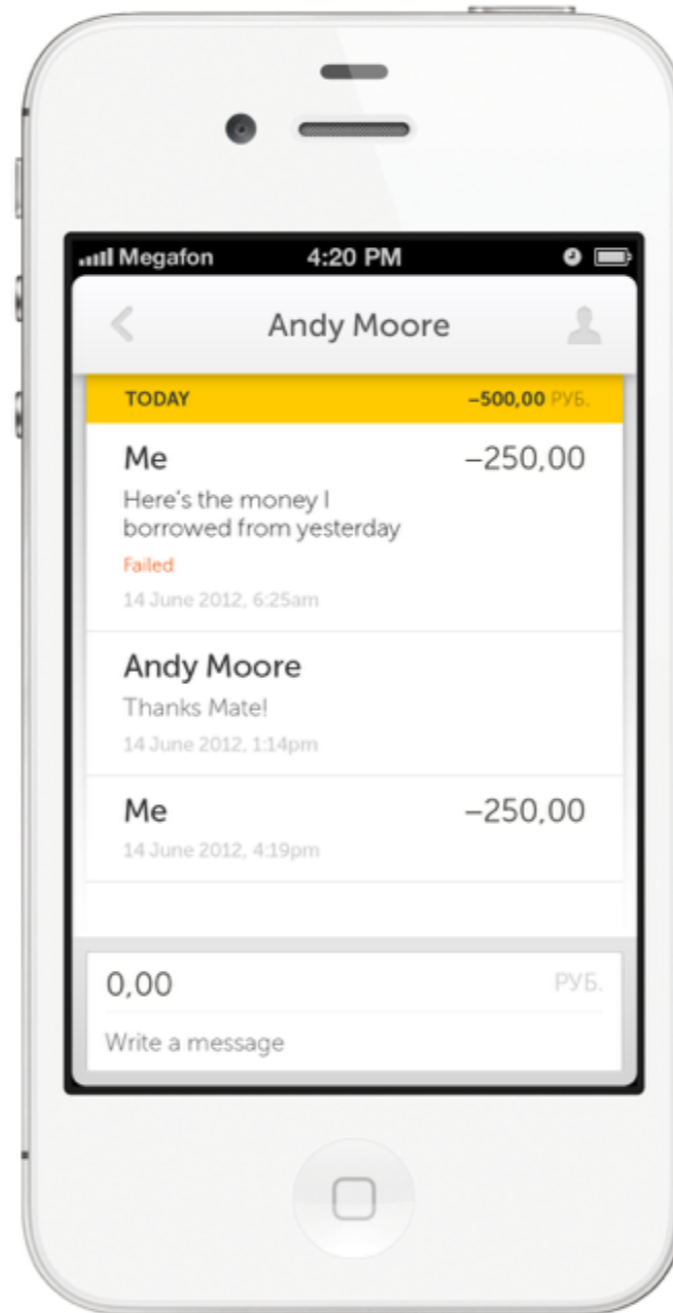 Megafon 4:20 PM
Andy Moore
TODAY –500,00 РУБ.
Me –250,00
Here's the money I
borrowed from yesterday
Failed
14 June 2012, 6:25am
Andy Moore
Thanks Mate!
14 June 2012, 1:14pm
Me –250,00
14 June 2012, 4:19pm
0,00 РУБ.
Write a message